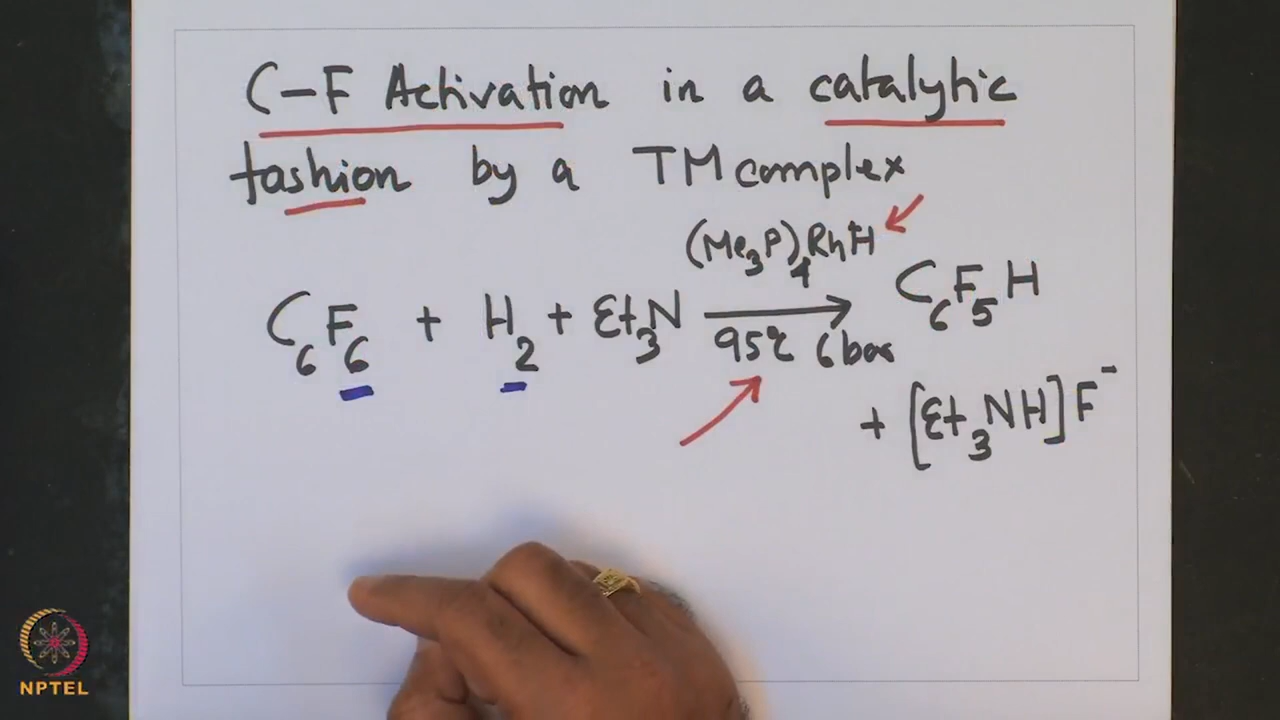 C-F Activation in a catalytic
fashion by a TM complex
(Me₃P)₄RhH
C₆F₆ + H₂ + Et₃N ⟶ C₆F₅H
95℃ 6 bar
+ [Et₃NH]F⁻
NPTEL